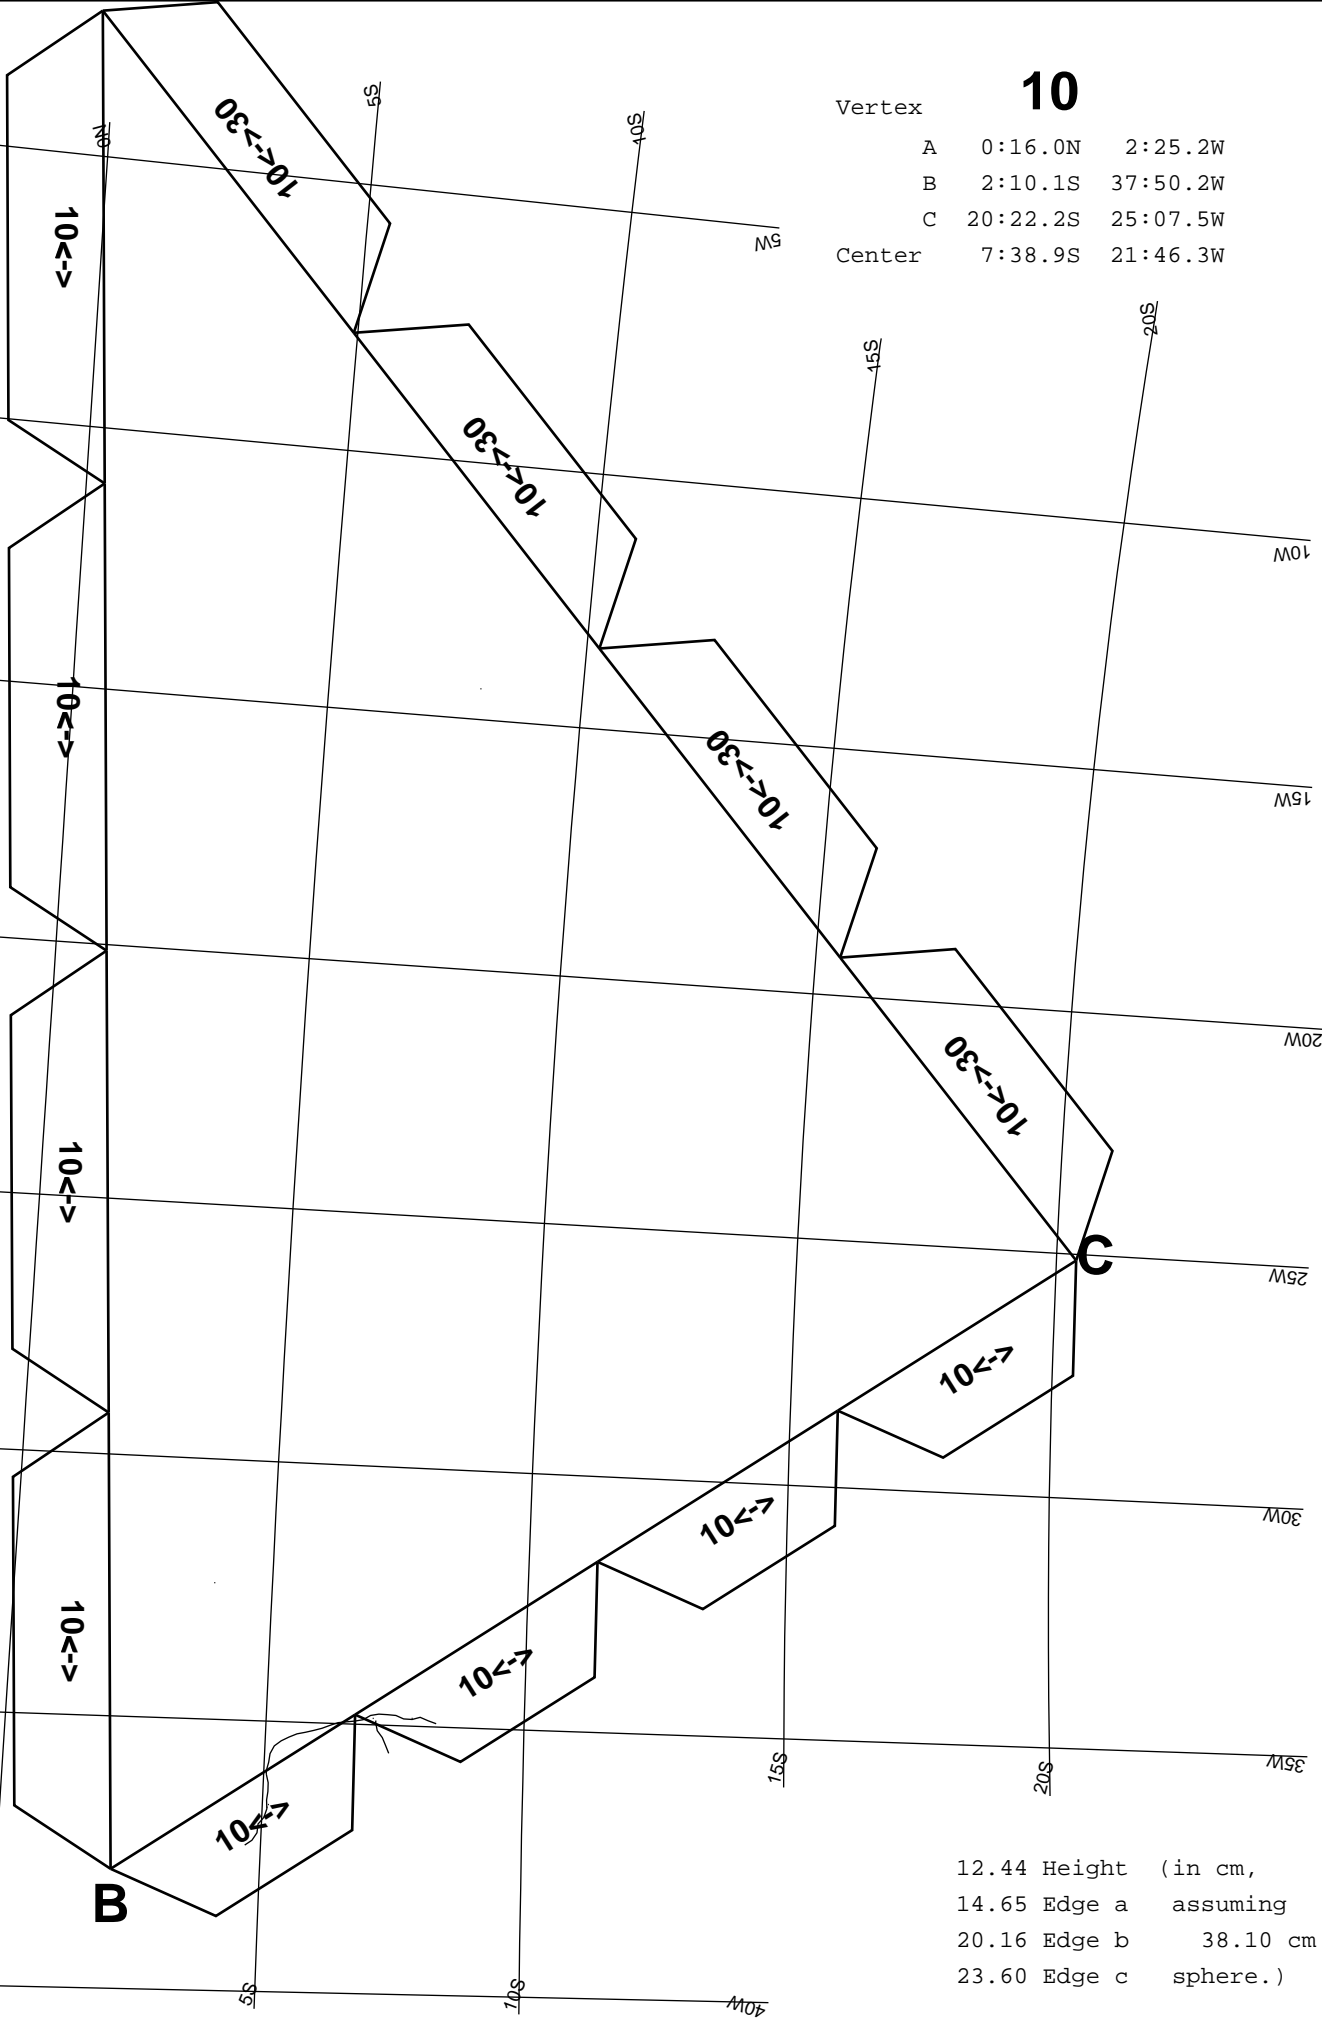 10
Vertex
A 0:16.0N 2:25.2W
B 2:10.1S 37:50.2W
C 20:22.2S 25:07.5W
Center 7:38.9S 21:46.3W
0N
5S
10S
15S
20S
5W
10W
15W
20W
25W
30W
35W
40W
10<->30
10<->30
10<->30
10<->30
10<->
10<->
10<->
10<->
C
10<->
10<->
10<->
10<->
B
15S
20S
5S
10S
12.44 Height (in cm,
14.65 Edge a assuming
20.16 Edge b 38.10 cm
23.60 Edge c sphere.)